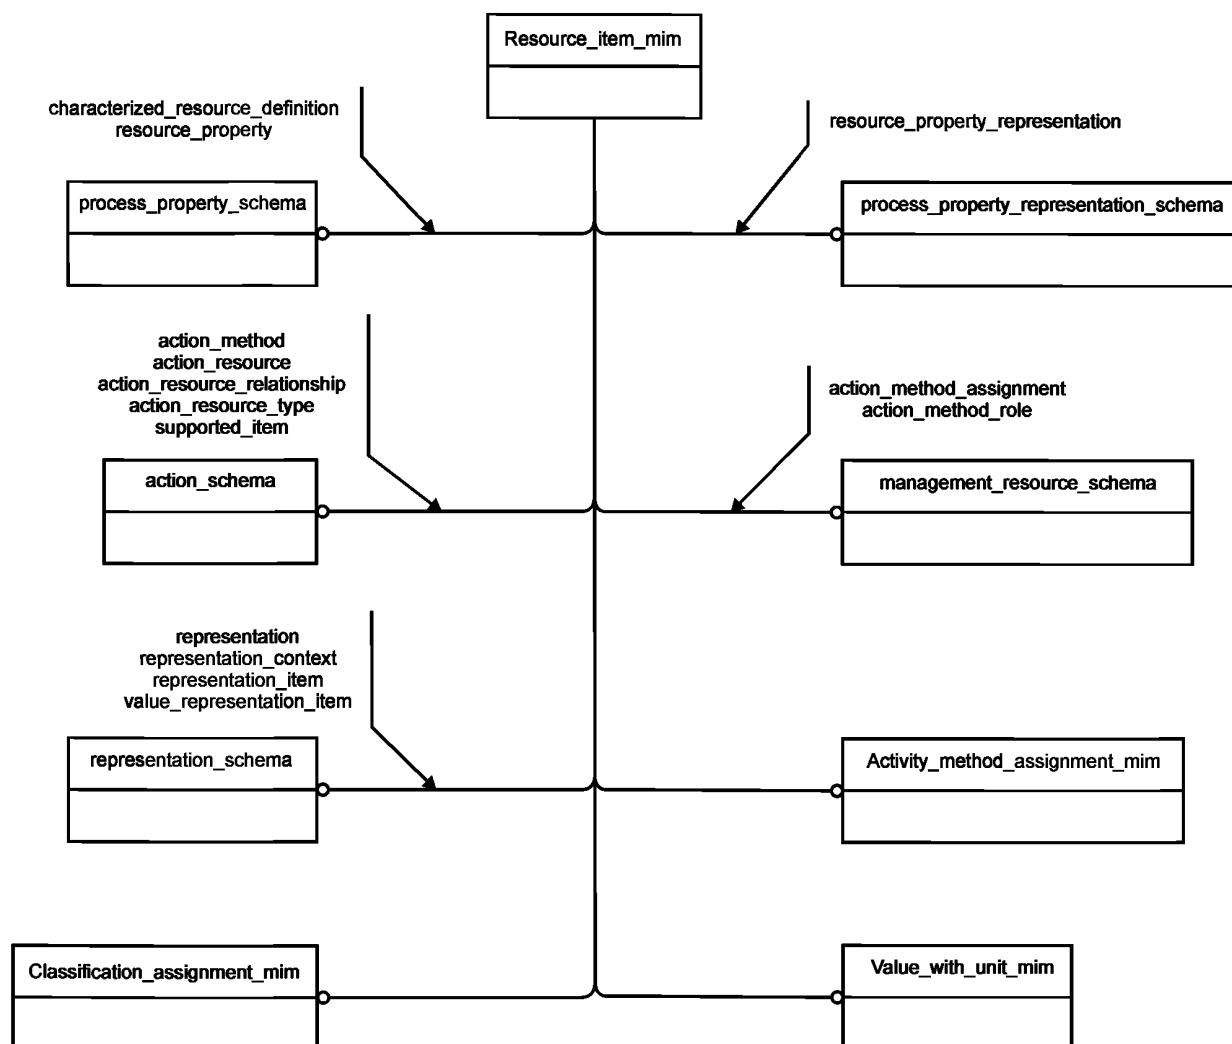 Resource_item_mim
characterized_resource_definition
resource_property
resource_property_representation
process_property_schema
process_property_representation_schema
action_method
action_resource
action_resource_relationship
action_resource_type
supported_item
action_method_assignment
action_method_role
action_schema
management_resource_schema
representation
representation_context
representation_item
value_representation_item
representation_schema
Activity_method_assignment_mim
Classification_assignment_mim
Value_with_unit_mim